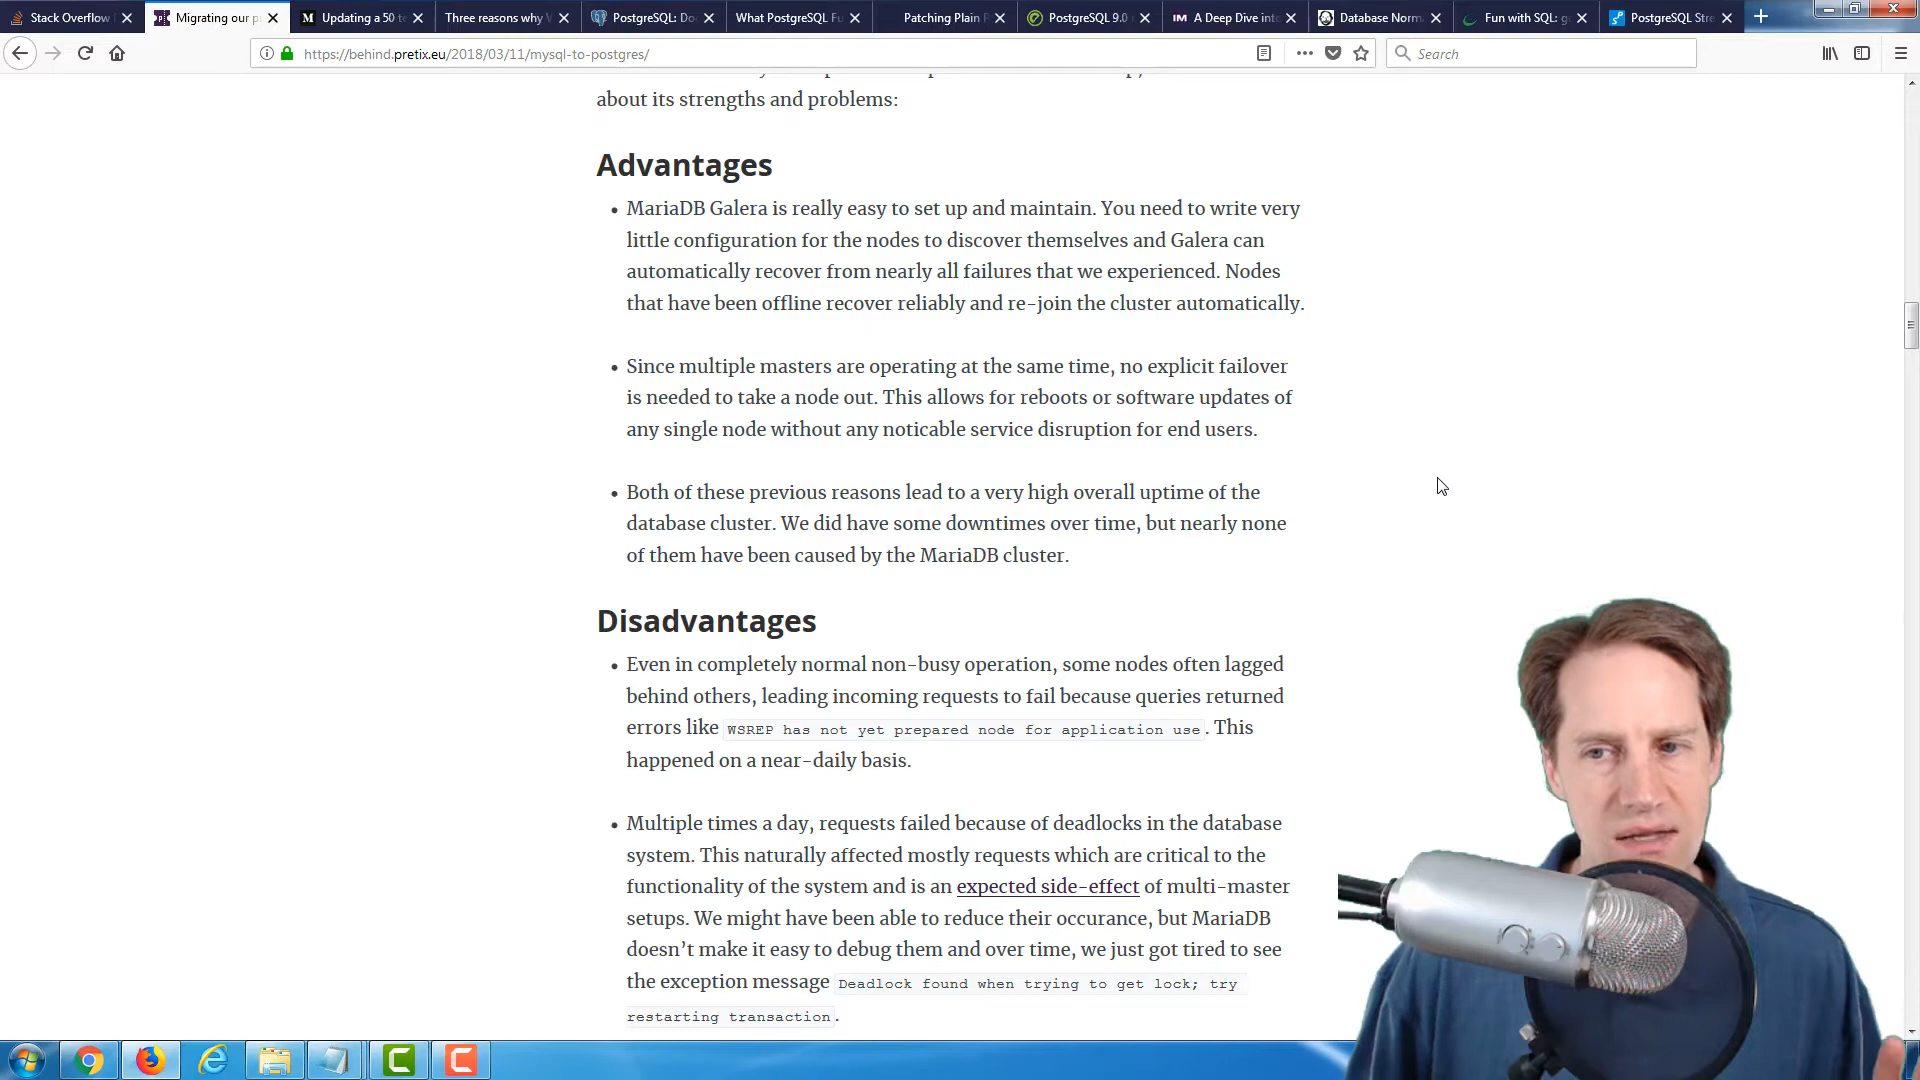 Stack Overflow
Migrating our p
Updating a 50 te
Three reasons why V
PostgreSQL: Do
What PostgreSQL Fu
Patching Plain
PostgreSQL 9.0
A Deep Dive into
Database Norm
Fun with SQL: g
PostgreSQL Stre
https://behind.pretix.eu/2018/03/11/mysql-to-postgres/
Search
about its strengths and problems:
Advantages
MariaDB Galera is really easy to set up and maintain. You need to write very
little configuration for the nodes to discover themselves and Galera can
automatically recover from nearly all failures that we experienced. Nodes
that have been offline recover reliably and re-join the cluster automatically.
Since multiple masters are operating at the same time, no explicit failover
is needed to take a node out. This allows for reboots or software updates of
any single node without any noticable service disruption for end users.
Both of these previous reasons lead to a very high overall uptime of the
database cluster. We did have some downtimes over time, but nearly none
of them have been caused by the MariaDB cluster.
Disadvantages
Even in completely normal non-busy operation, some nodes often lagged
behind others, leading incoming requests to fail because queries returned
errors like WSREP has not yet prepared node for application use. This
happened on a near-daily basis.
Multiple times a day, requests failed because of deadlocks in the database
system. This naturally affected mostly requests which are critical to the
functionality of the system and is an expected side-effect of multi-master
setups. We might have been able to reduce their occurance, but MariaDB
doesn't make it easy to debug them and over time, we just got tired to see
the exception message Deadlock found when trying to get lock; try
restarting transaction.